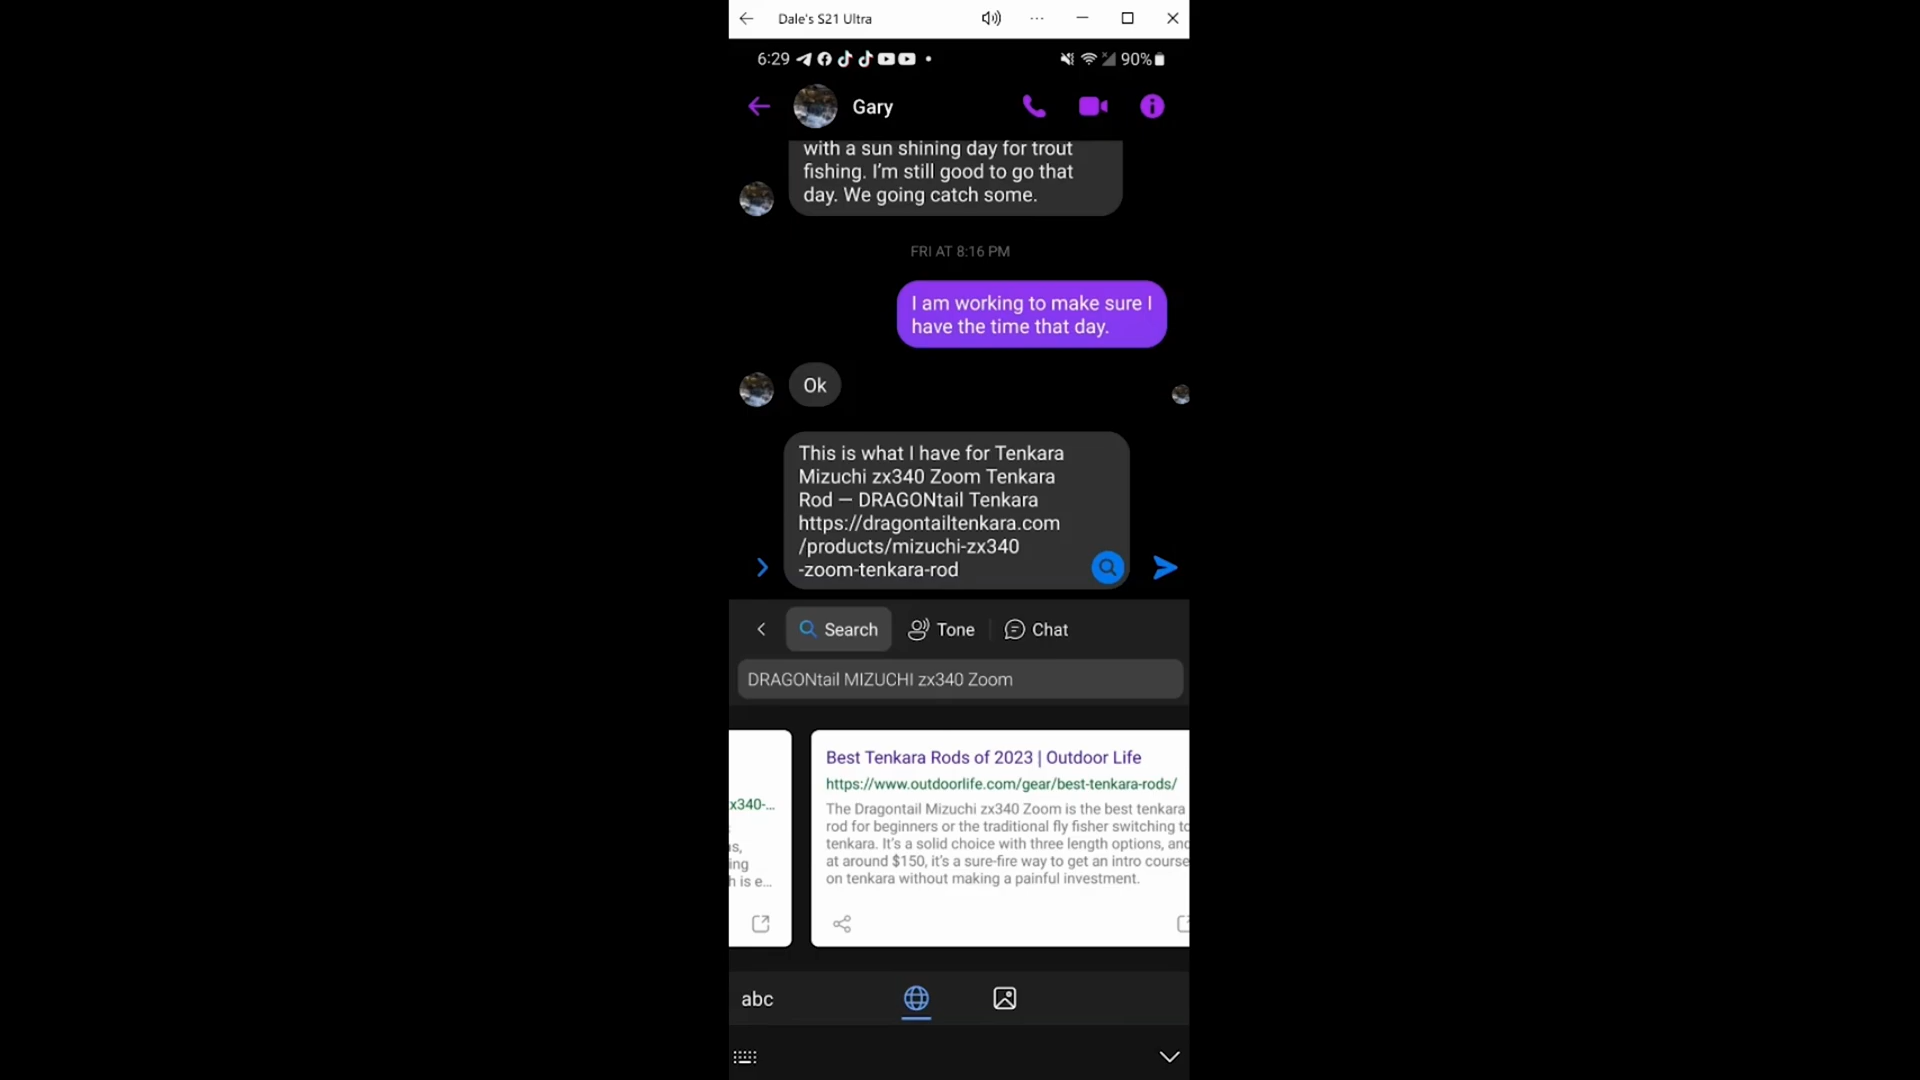 Dale's S21 Ultra
6:29
90%
Gary
with a sun shining day for trout
fishing. I'm still good to go that
day. We going catch some.
FRI AT 8:16 PM
I am working to make sure I
have the time that day.
Ok
This is what I have for Tenkara
Mizuchi zx340 Zoom Tenkara
Rod — DRAGONtail Tenkara
https://dragontailtenkara.com
/products/mizuchi-zx340
-zoom-tenkara-rod
Search
Tone
Chat
DRAGONtail MIZUCHI zx340 Zoom
x340-...
ns,
ing
h is e...
Best Tenkara Rods of 2023 | Outdoor Life
https://www.outdoorlife.com/gear/best-tenkara-rods/
The Dragontail Mizuchi zx340 Zoom is the best tenkara
rod for beginners or the traditional fly fisher switching to
tenkara. It's a solid choice with three length options, and
at around $150, it's a sure-fire way to get an intro course
on tenkara without making a painful investment.
abc